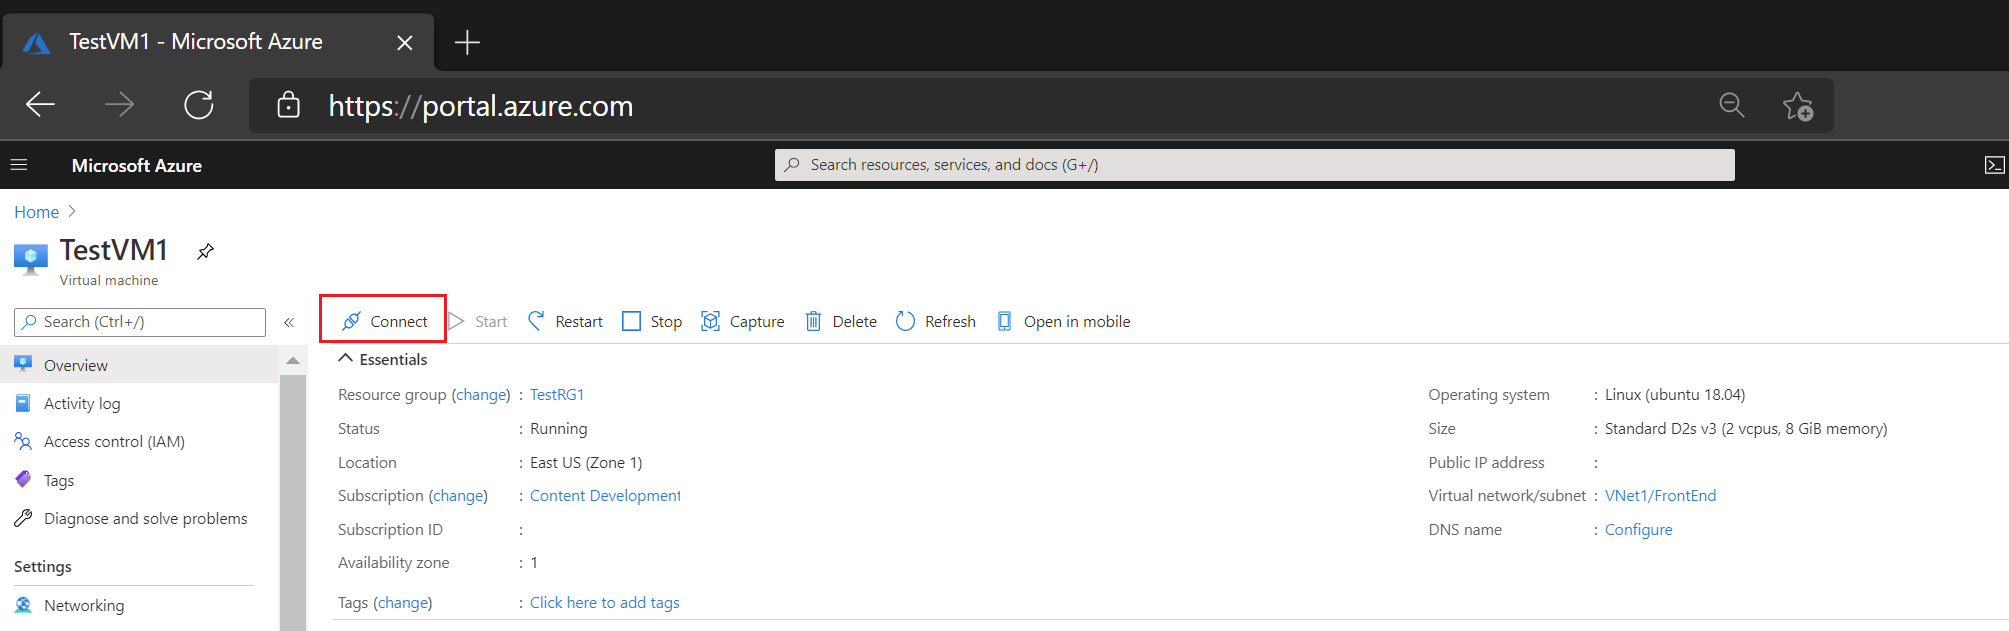 TestVM1 - Microsoft Azure
https://portal.azure.com
Microsoft Azure
Search resources, services, and docs (G+/)
Home
TestVM1
Virtual machine
Search (Ctrl+/)
«
Connect
Start
Restart
Stop
Capture
Delete
Refresh
Open in mobile
Overview
Activity log
Access control (IAM)
Tags
Diagnose and solve problems
Settings
Networking
Essentials
Resource group (change) : TestRG1
Status : Running
Location : East US (Zone 1)
Subscription (change) : Content Development
Subscription ID :
Availability zone : 1
Tags (change) : Click here to add tags
Operating system : Linux (ubuntu 18.04)
Size : Standard D2s v3 (2 vcpus, 8 GiB memory)
Public IP address :
Virtual network/subnet : VNet1/FrontEnd
DNS name : Configure